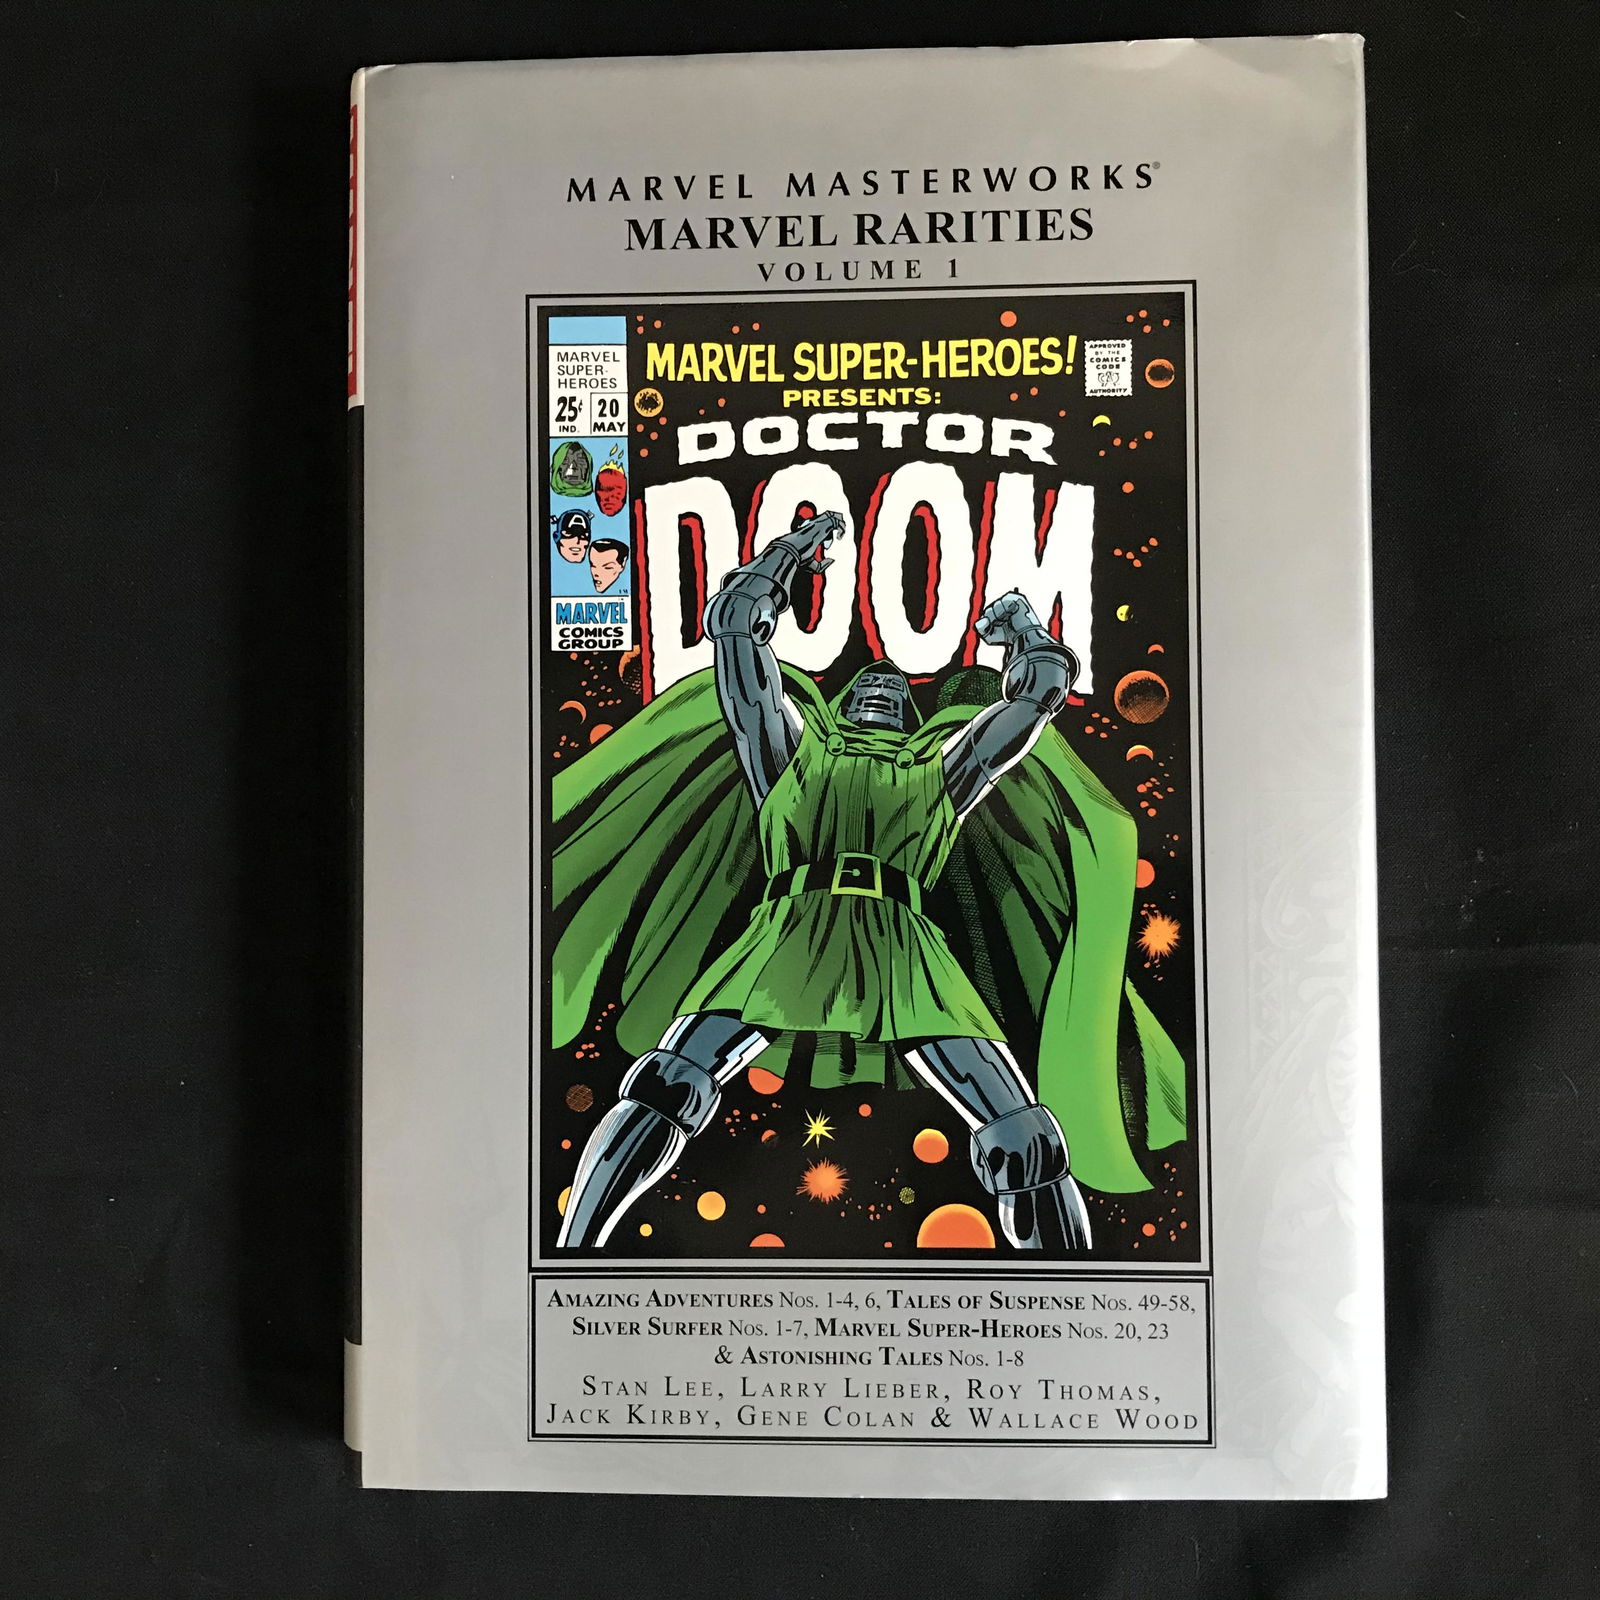 MARVEL MASTERWORKS®
MARVEL RARITIES
VOLUME 1
MARVEL
SUPER-
HEROES
25¢ 20
IND. MAY
MARVEL SUPER-HEROES!
PRESENTS:
DOCTOR
DOOM
APPROVED
BY THE
COMICS
CODE
AUTHORITY
A
MARVEL
COMICS
GROUP
AMAZING ADVENTURES NOS. 1-4, 6, TALES OF SUSPENSE NOS. 49-58,
SILVER SURFER NOS. 1-7, MARVEL SUPER-HEROES NOS. 20, 23
& ASTONISHING TALES NOS. 1-8
STAN LEE, LARRY LIEBER, ROY THOMAS,
JACK KIRBY, GENE COLAN & WALLACE WOOD